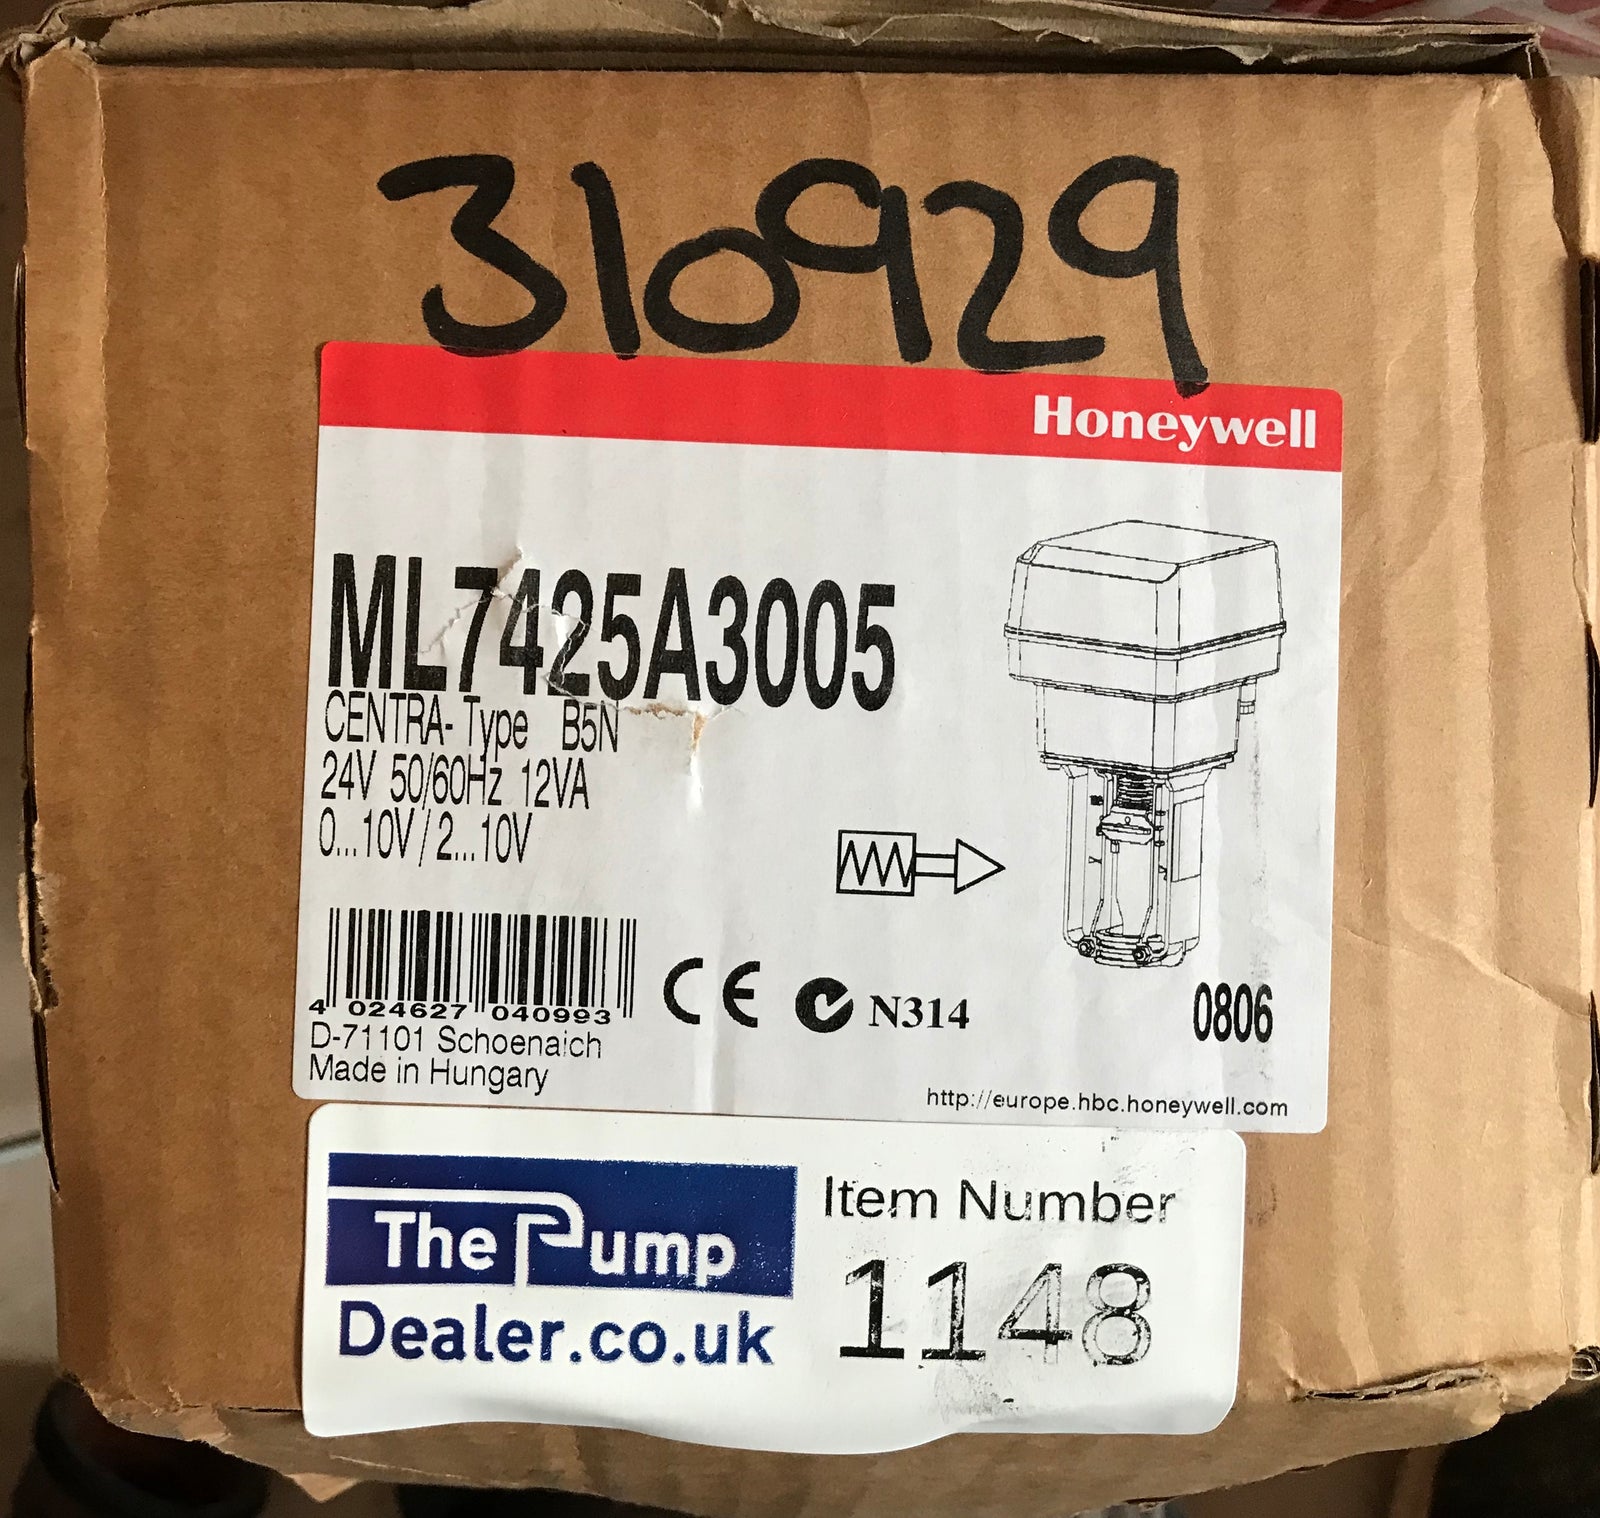 310929
Honeywell
ML7425A3005
CENTRA- Type B5N
24V 50/60Hz 12VA
0...10V / 2...10V
4 024627 040993
CE N314
0806
D-71101 Schoenaich
Made in Hungary
http://europe.hbc.honeywell.com
The Pump
Dealer.co.uk
Item Number
1148